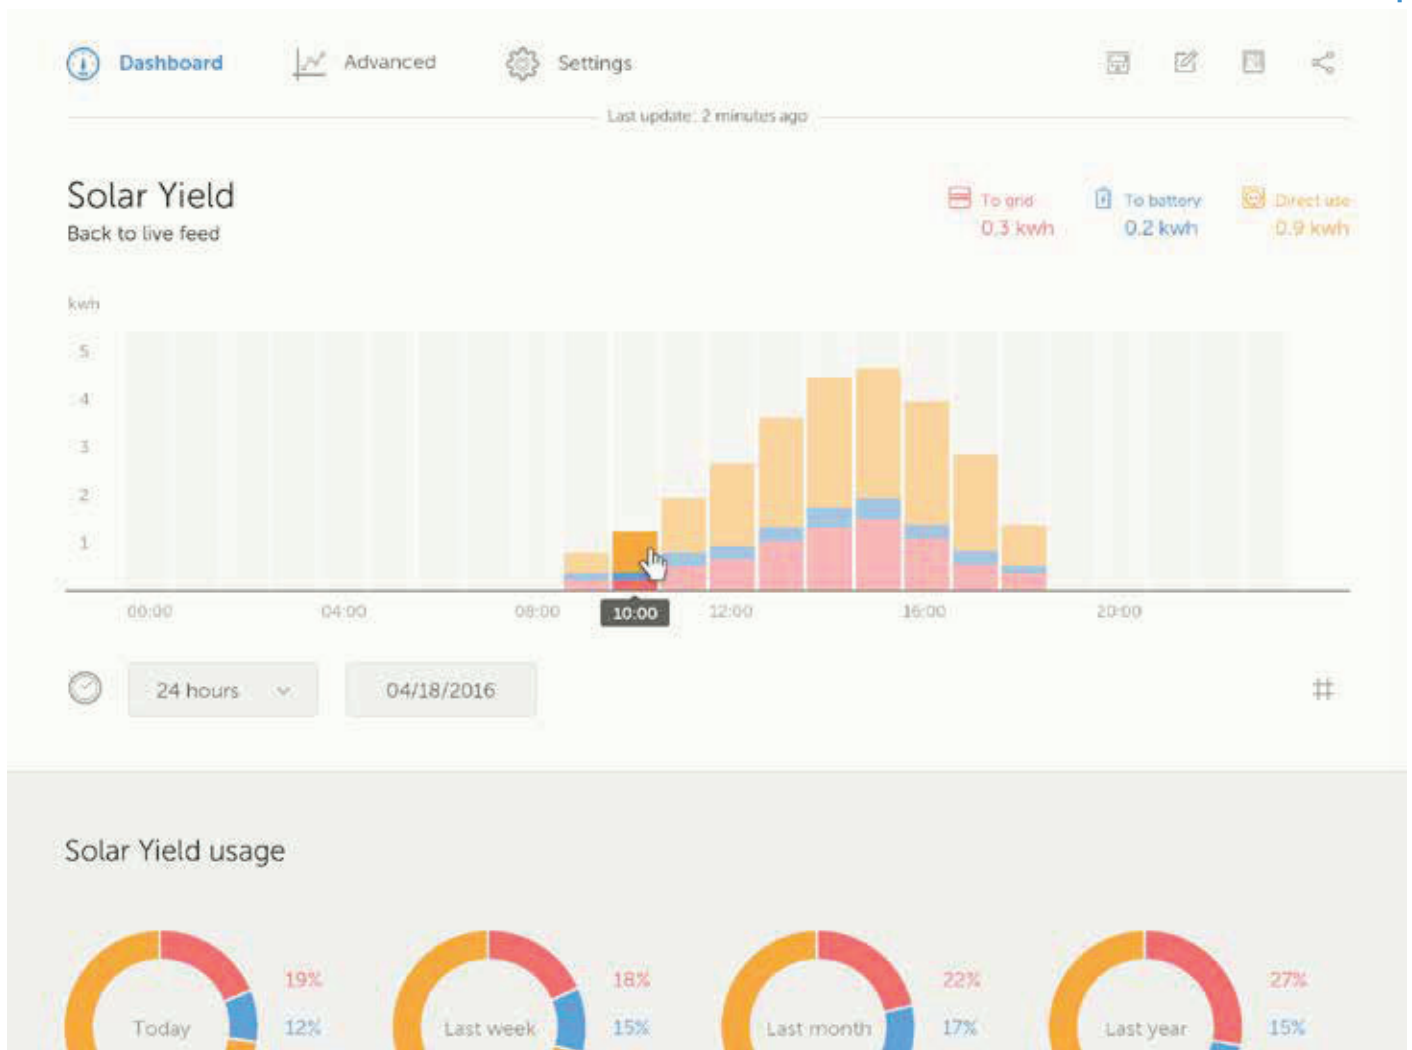 Dashboard Advanced Settings
Last update: 2 minutes ago
Solar Yield
Back to live feed
To grid To battery Direct use
0.3 kwh 0.2 kwh 0.9 kwh
kwh
5
4
3
2
1
00:00 04:00 08:00 10:00 12:00 16:00 20:00
24 hours 04/18/2016
Solar Yield usage
19% 18% 22% 27%
Today 12% Last week 15% Last month 17% Last year 15%